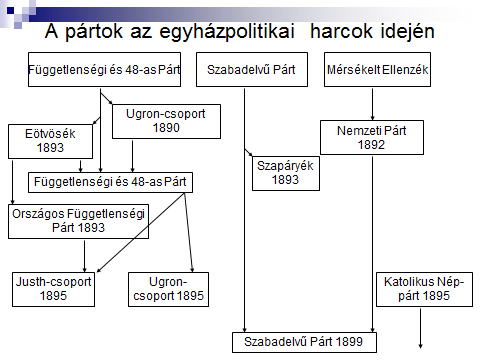 A pártok az egyházpolitikai harcok idején
Függetlenségi és 48-as Párt
Szabadelvű Párt
Mérsékelt Ellenzék
Ugron-csoport
1890
Eötvösék
1893
Nemzeti Párt
1892
Szapáryék
1893
Függetlenségi és 48-as Párt
Országos Függetlenségi
Párt 1893
Justh-csoport
1895
Ugron-
csoport 1895
Katolikus Nép-
párt 1895
Szabadelvű Párt 1899